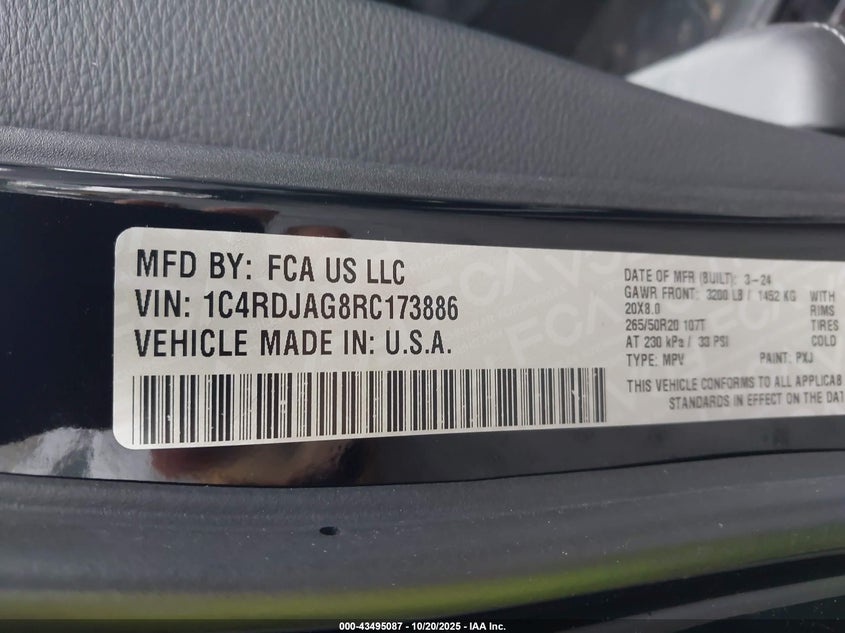 MFD BY: FCA US LLC
VIN: 1C4RDJAG8RC173886
VEHICLE MADE IN: U.S.A.
DATE OF MFR (BUILT): 3-24
GAWR FRONT: 3200 LB / 1452 KG WITH
20X8.0 RIMS
265/50R20 107T TIRES
AT 230 kPa / 33 PSI COLD
TYPE: MPV PAINT: PXJ
THIS VEHICLE CONFORMS TO ALL APPLICAB
STANDARDS IN EFFECT ON THE DAT
000-43495087 - 10/20/2025 - IAA Inc.